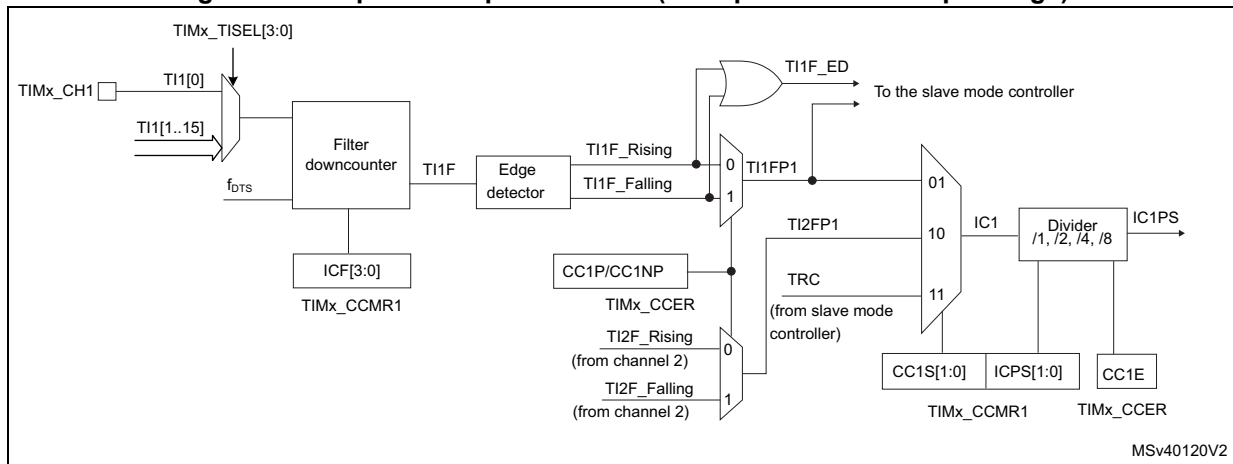 TIMx_TISEL[3:0]
TIMx_CH1
TI1[0]
TI1[1..15]
fDTS
Filter
downcounter
ICF[3:0]
TIMx_CCMR1
TI1F
Edge
detector
TI1F_Rising
TI1F_Falling
0
1
TI1F_ED
To the slave mode controller
TI1FP1
CC1P/CC1NP
TIMx_CCER
TI2F_Rising
(from channel 2)
TI2F_Falling
(from channel 2)
0
1
TI2FP1
TRC
(from slave mode
controller)
01
10
11
IC1
Divider
/1, /2, /4, /8
IC1PS
CC1S[1:0]
ICPS[1:0]
TIMx_CCMR1
CC1E
TIMx_CCER
MSv40120V2